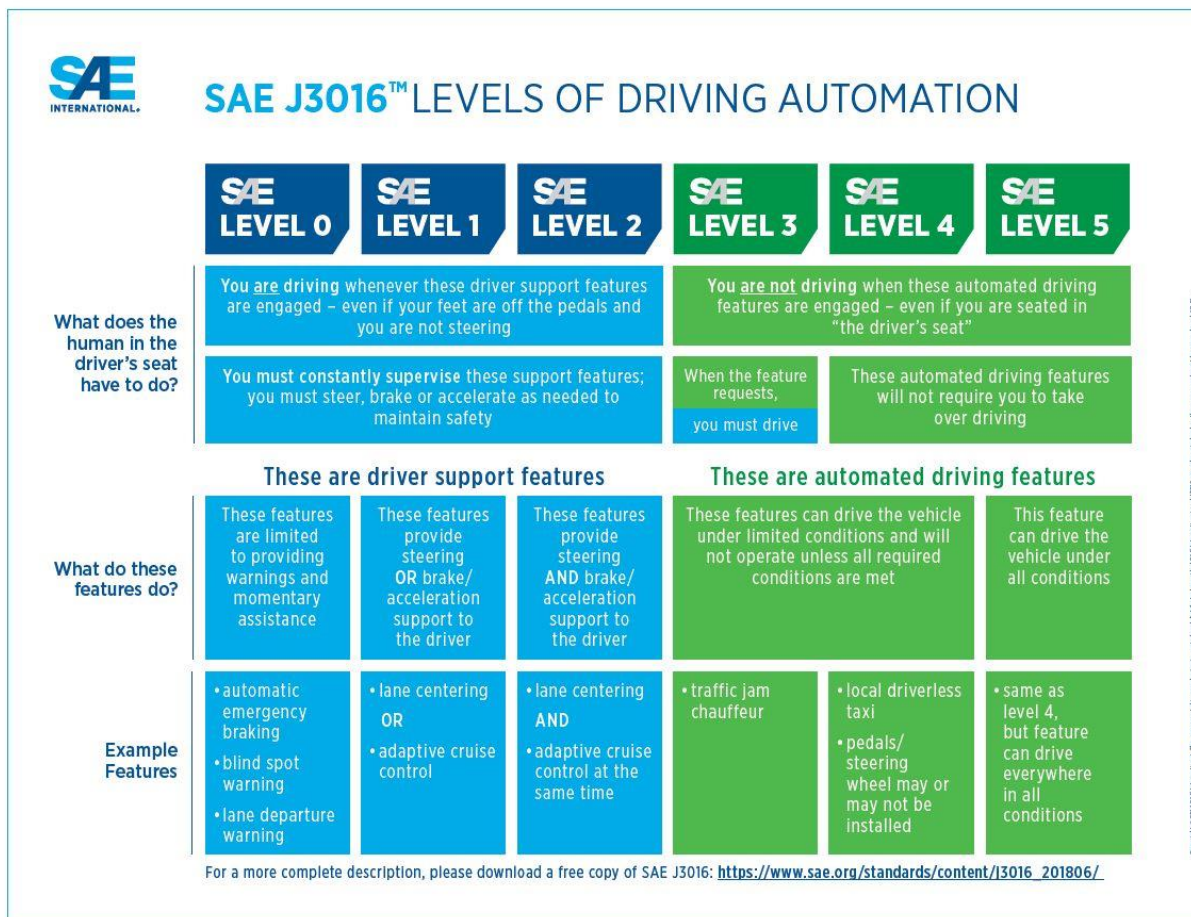 SAE
INTERNATIONAL®
SAE J3016™ LEVELS OF DRIVING AUTOMATION
SAE
LEVEL 0
SAE
LEVEL 1
SAE
LEVEL 2
SAE
LEVEL 3
SAE
LEVEL 4
SAE
LEVEL 5
What does the
human in the
driver's seat
have to do?
You are driving whenever these driver support features
are engaged – even if your feet are off the pedals and
you are not steering
You are not driving when these automated driving
features are engaged – even if you are seated in
“the driver's seat”
You must constantly supervise these support features;
you must steer, brake or accelerate as needed to
maintain safety
When the feature
requests,
you must drive
These automated driving features
will not require you to take
over driving
These are driver support features
These are automated driving features
What do these
features do?
These features
are limited
to providing
warnings and
momentary
assistance
These features
provide
steering
OR brake/
acceleration
support to
the driver
These features
provide
steering
AND brake/
acceleration
support to
the driver
These features can drive the vehicle
under limited conditions and will
not operate unless all required
conditions are met
This feature
can drive the
vehicle under
all conditions
Example
Features
• automatic
emergency
braking
• blind spot
warning
• lane departure
warning
• lane centering
OR
• adaptive cruise
control
• lane centering
AND
• adaptive cruise
control at the
same time
• traffic jam
chauffeur
• local driverless
taxi
• pedals/
steering
wheel may or
may not be
installed
• same as
level 4,
but feature
can drive
everywhere
in all
conditions
For a more complete description, please download a free copy of SAE J3016: https://www.sae.org/standards/content/J3016_201806/